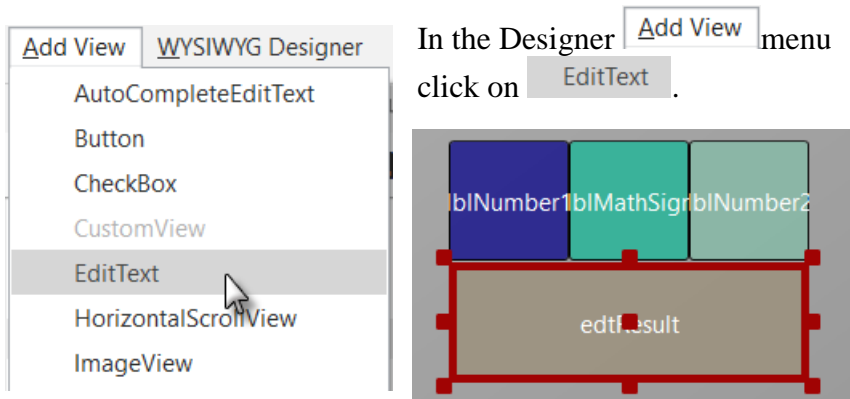 Add View WYSIWYG Designer
AutoCompleteEditText
Button
CheckBox
CustomView
EditText
HorizontalScrollView
ImageView
In the Designer Add View menu
click on EditText .
lblNumber1 lblMathSign lblNumber2
edtResult